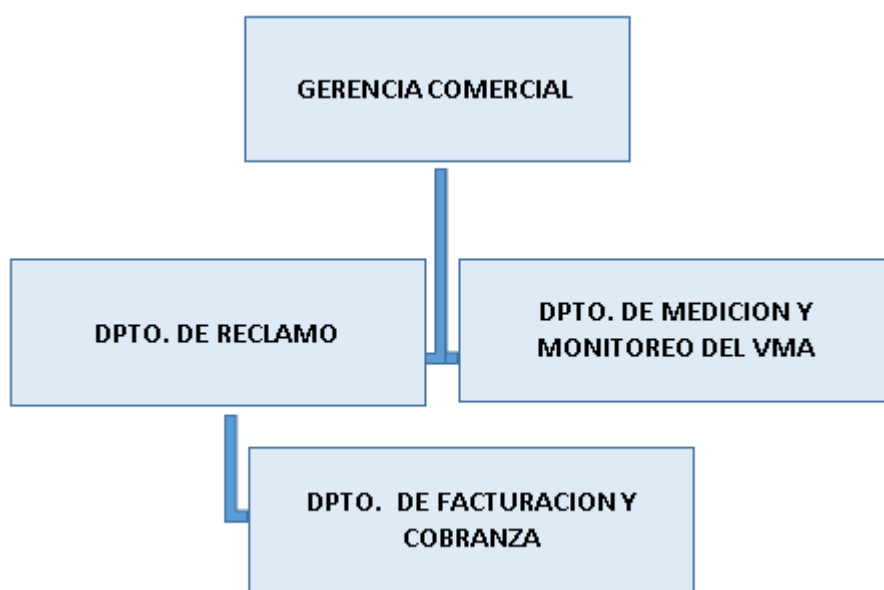 GERENCIA COMERCIAL
DPTO. DE RECLAMO
DPTO. DE MEDICION Y
MONITOREO DEL VMA
DPTO. DE FACTURACION Y
COBRANZA